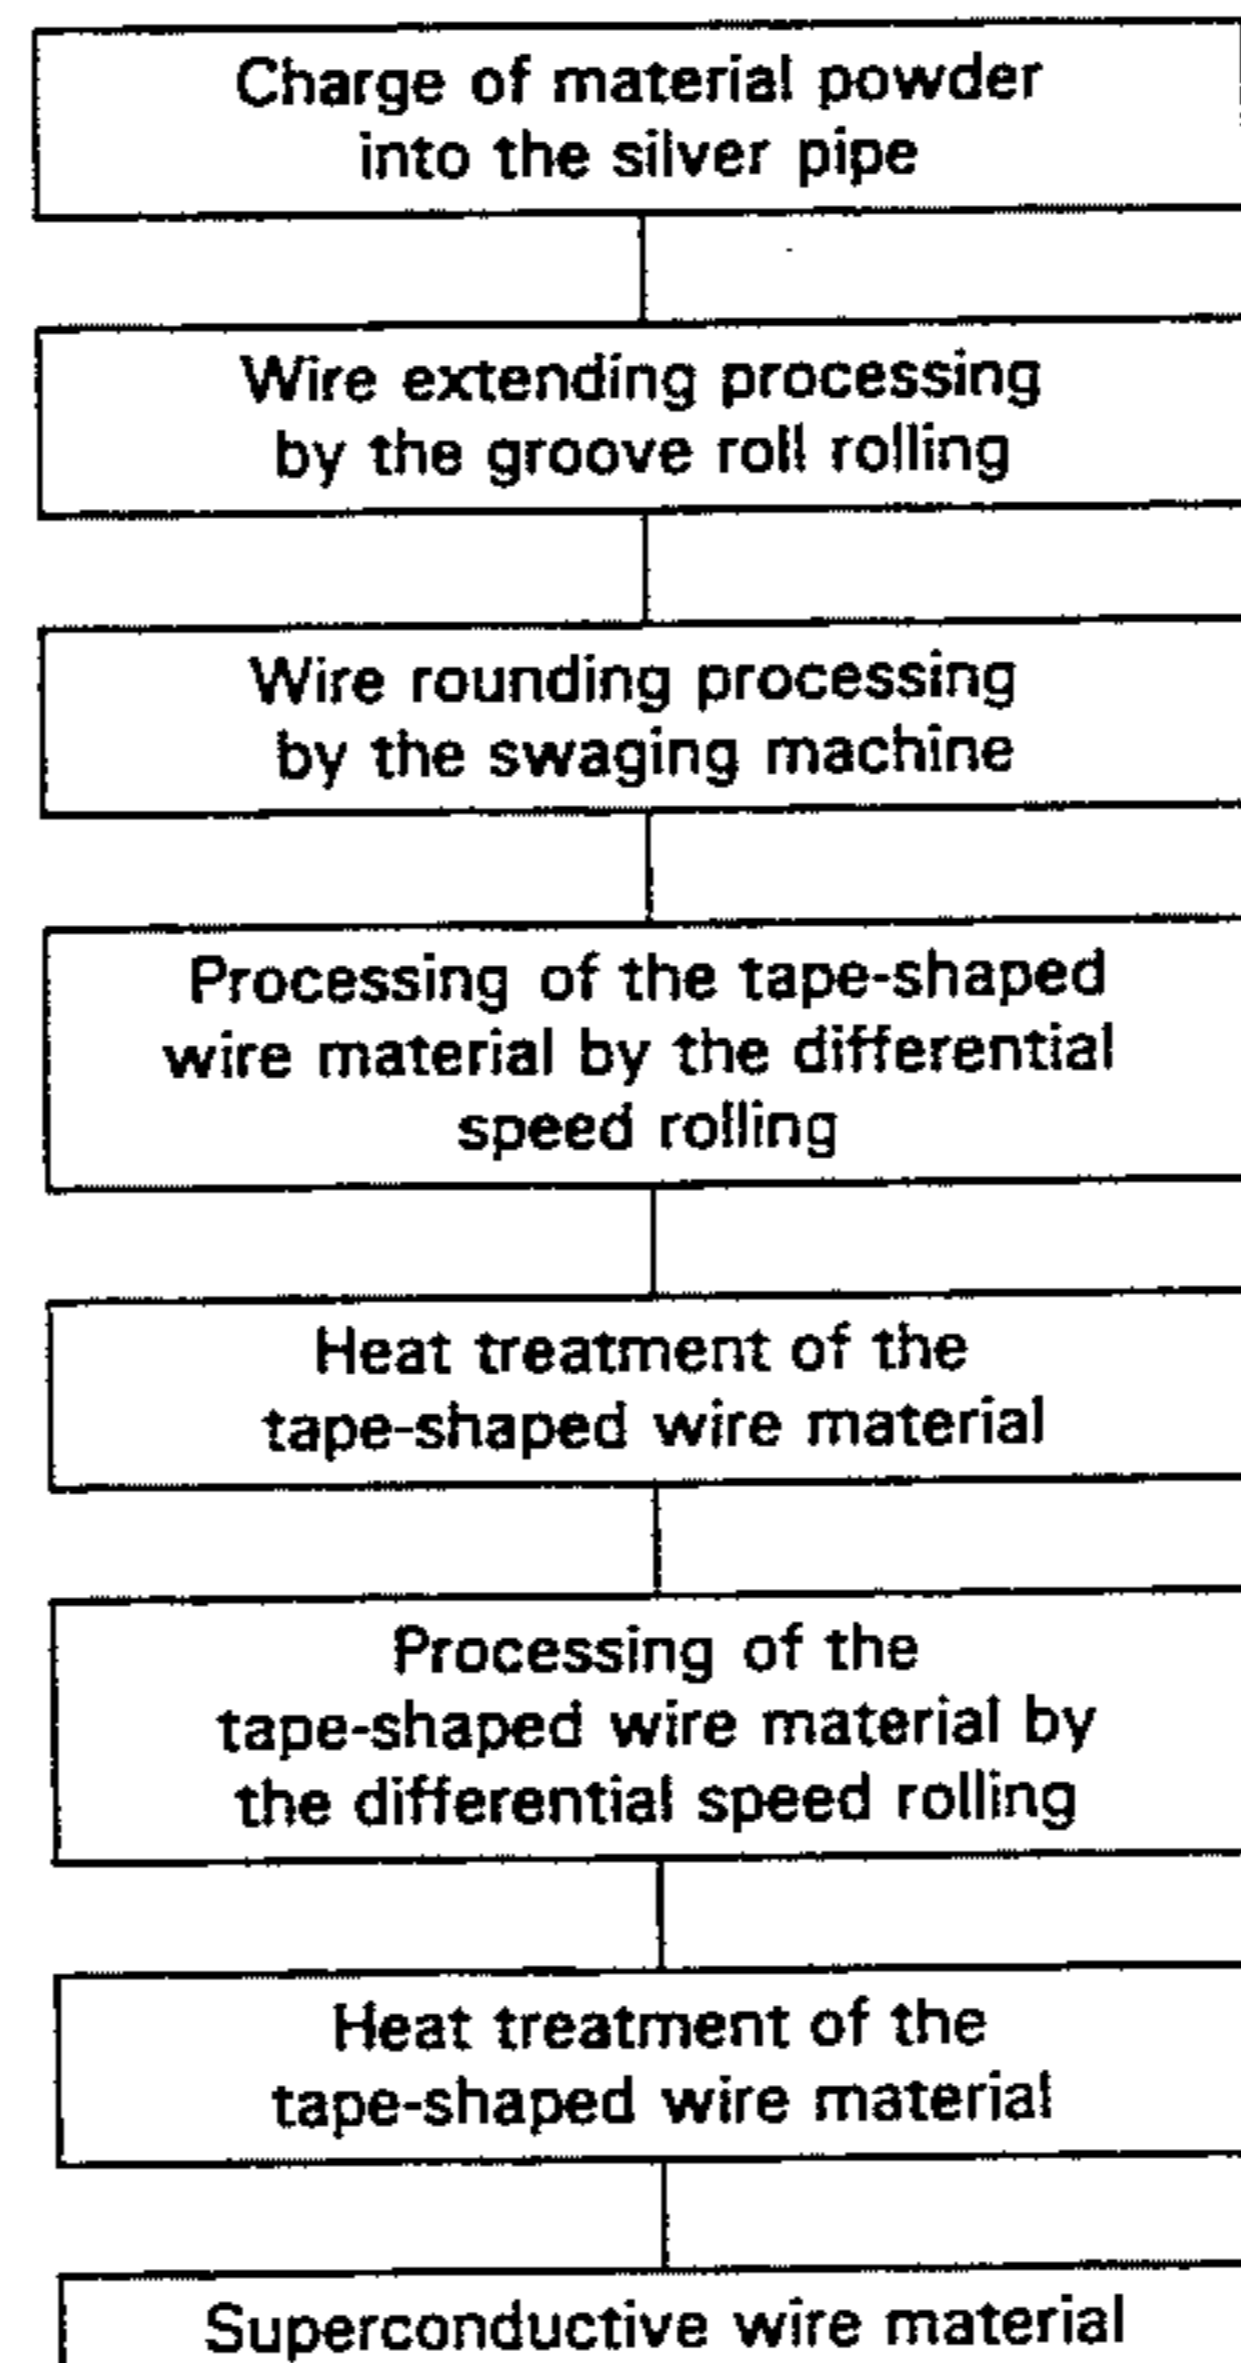 Charge of material powder
into the silver pipe
Wire extending processing
by the groove roll rolling
Wire rounding processing
by the swaging machine
Processing of the tape-shaped
wire material by the differential
speed rolling
Heat treatment of the
tape-shaped wire material
Processing of the
tape-shaped wire material by
the differential speed rolling
Heat treatment of the
tape-shaped wire material
Superconductive wire material